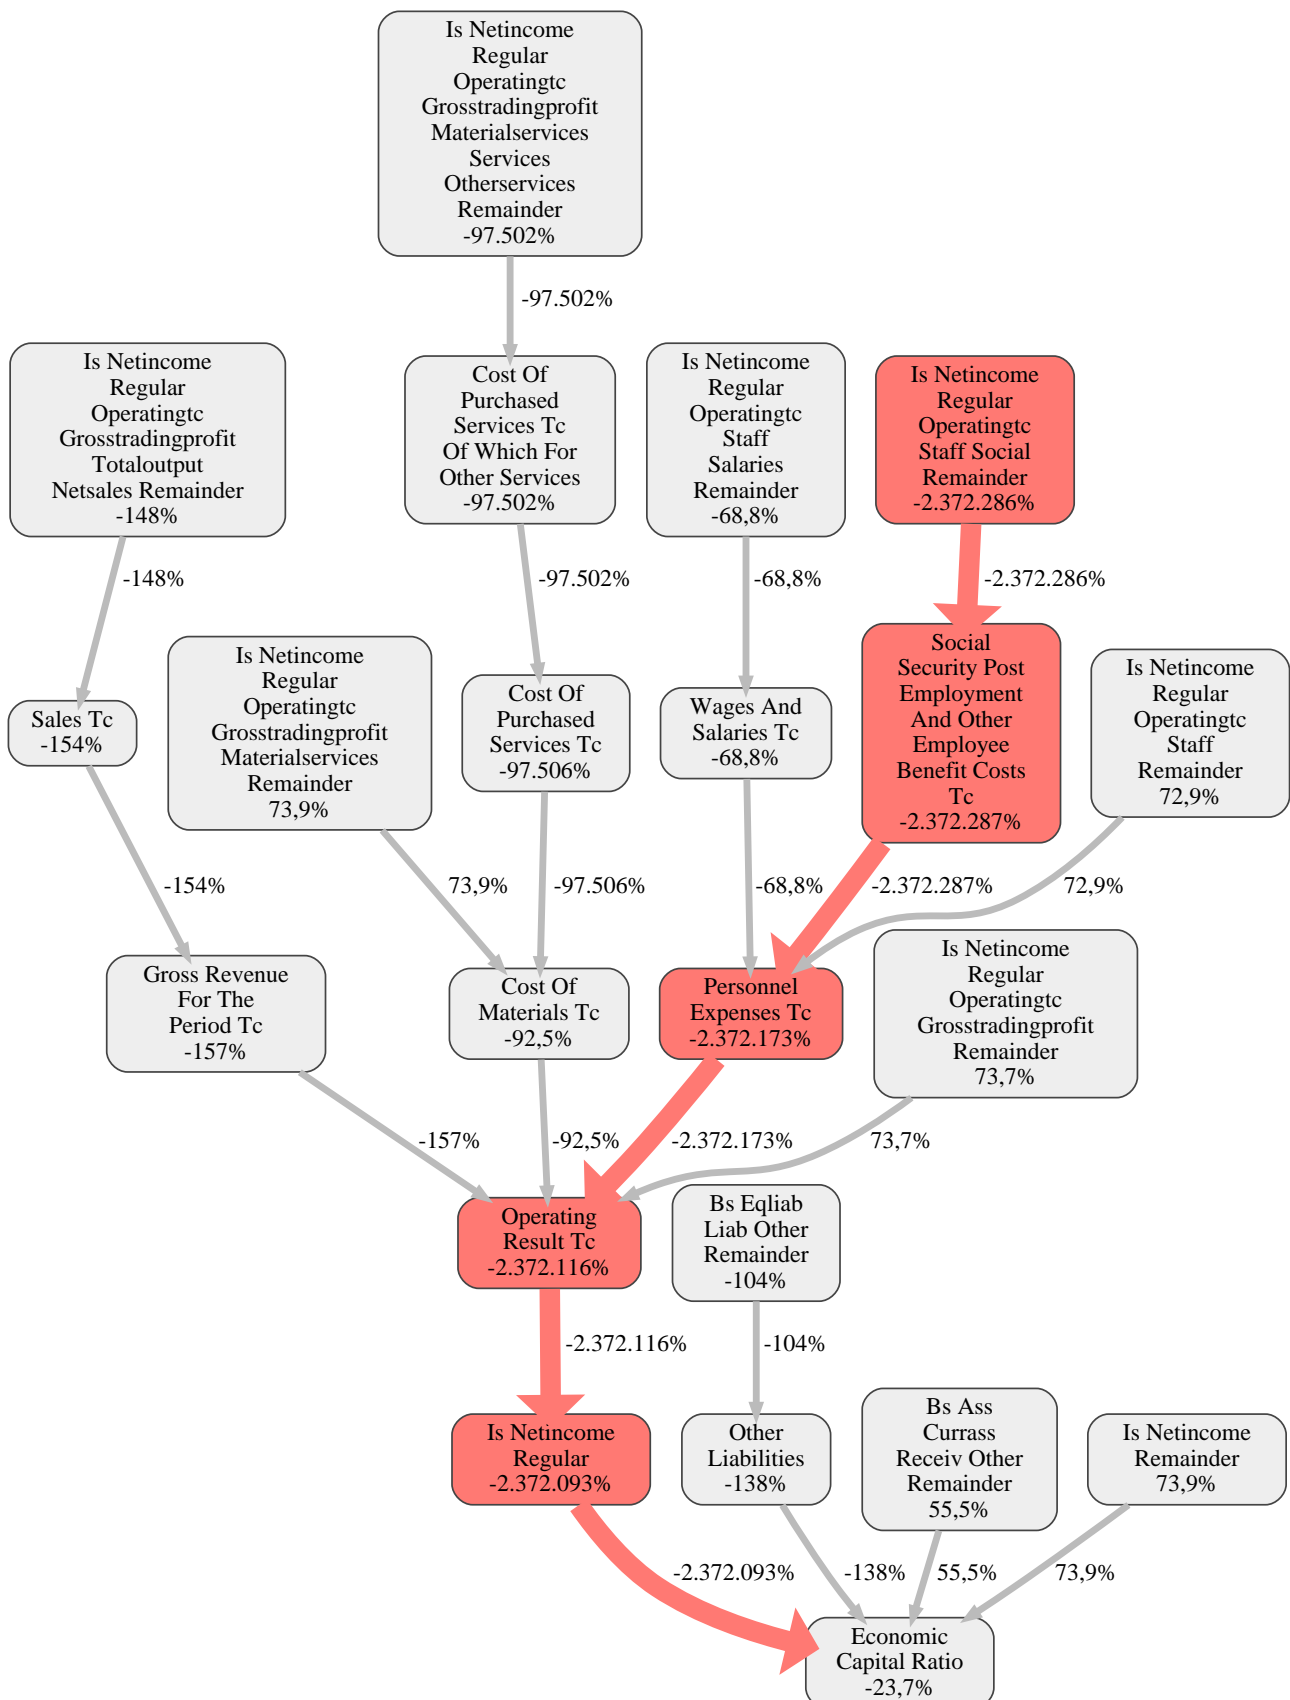 Is Netincome
Regular
Operatingtc
Grosstradingprofit
Materialservices
Services
Otherservices
Remainder
-97.502%
-97.502%
Is Netincome
Regular
Operatingtc
Grosstradingprofit
Totaloutput
Netsales Remainder
-148%
Cost Of
Purchased
Services Tc
Of Which For
Other Services
-97.502%
Is Netincome
Regular
Operatingtc
Staff
Salaries
Remainder
-68,8%
Is Netincome
Regular
Operatingtc
Staff Social
Remainder
-2.372.286%
-148%
-97.502%
-68,8%
-2.372.286%
Sales Tc
-154%
Is Netincome
Regular
Operatingtc
Grosstradingprofit
Materialservices
Remainder
73,9%
Cost Of
Purchased
Services Tc
-97.506%
Wages And
Salaries Tc
-68,8%
Social
Security Post
Employment
And Other
Employee
Benefit Costs
Tc
-2.372.287%
Is Netincome
Regular
Operatingtc
Staff
Remainder
72,9%
-154%
73,9%
-97.506%
-68,8%
-2.372.287%
72,9%
Gross Revenue
For The
Period Tc
-157%
Cost Of
Materials Tc
-92,5%
Personnel
Expenses Tc
-2.372.173%
Is Netincome
Regular
Operatingtc
Grosstradingprofit
Remainder
73,7%
-157%
-92,5%
-2.372.173%
73,7%
Operating
Result Tc
-2.372.116%
Bs Eqliab
Liab Other
Remainder
-104%
-2.372.116%
-104%
Is Netincome
Regular
-2.372.093%
Other
Liabilities
-138%
Bs Ass
Currass
Receiv Other
Remainder
55,5%
Is Netincome
Remainder
73,9%
-2.372.093%
-138%
55,5%
73,9%
Economic
Capital Ratio
-23,7%